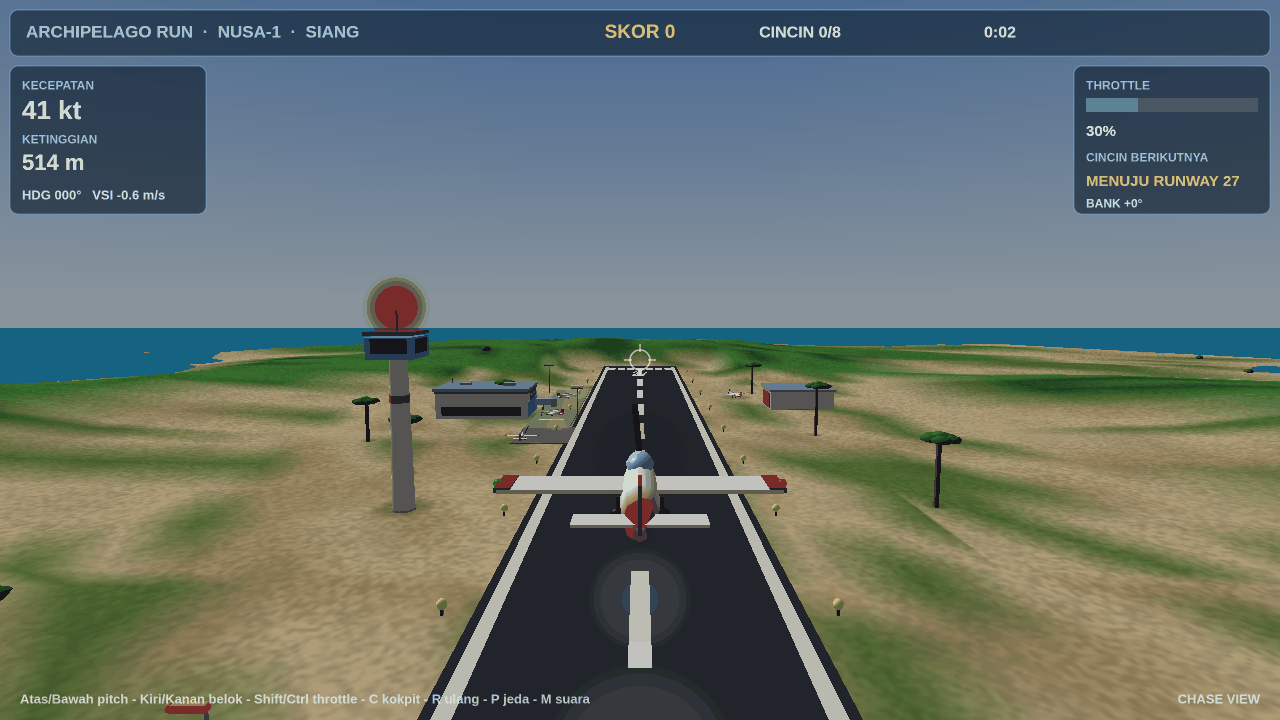 ARCHIPELAGO RUN · NUSA-1 · SIANG
SKOR 0
CINCIN 0/8
0:02
KECEPATAN
41 kt
KETINGGIAN
514 m
HDG 000° VSI -0.6 m/s
THROTTLE
30%
CINCIN BERIKUTNYA
MENUJU RUNWAY 27
BANK +0°
Atas/Bawah pitch - Kiri/Kanan belok - Shift/Ctrl throttle - C kokpit - R ulang - P jeda - M suara
CHASE VIEW